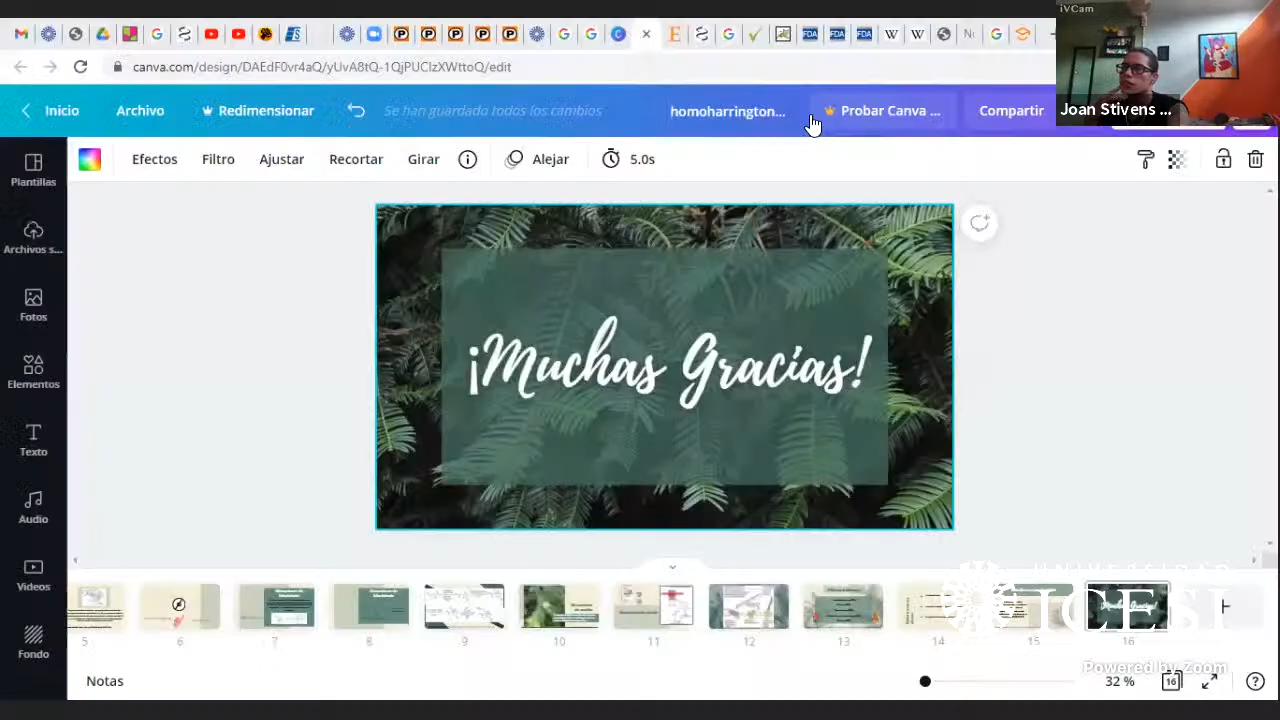 iVCam
Joan Stivens ...
canva.com/design/DAEdF0vr4aQ/yUvA8tQ-1QjPUCIzXWttoQ/edit
Inicio
Archivo
Redimensionar
Se han guardado todos los cambios
homoharrington...
Probar Canva ...
Compartir
Efectos
Filtro
Ajustar
Recortar
Girar
Alejar
5.0s
Plantillas
Archivos s...
Fotos
Elementos
Texto
Audio
Videos
Fondo
¡Muchas Gracias!
5
6
7
8
9
10
11
12
13
14
15
16
UNIVERSIDAD
ICESI
Powered by Zoom
Notas
32 %
16